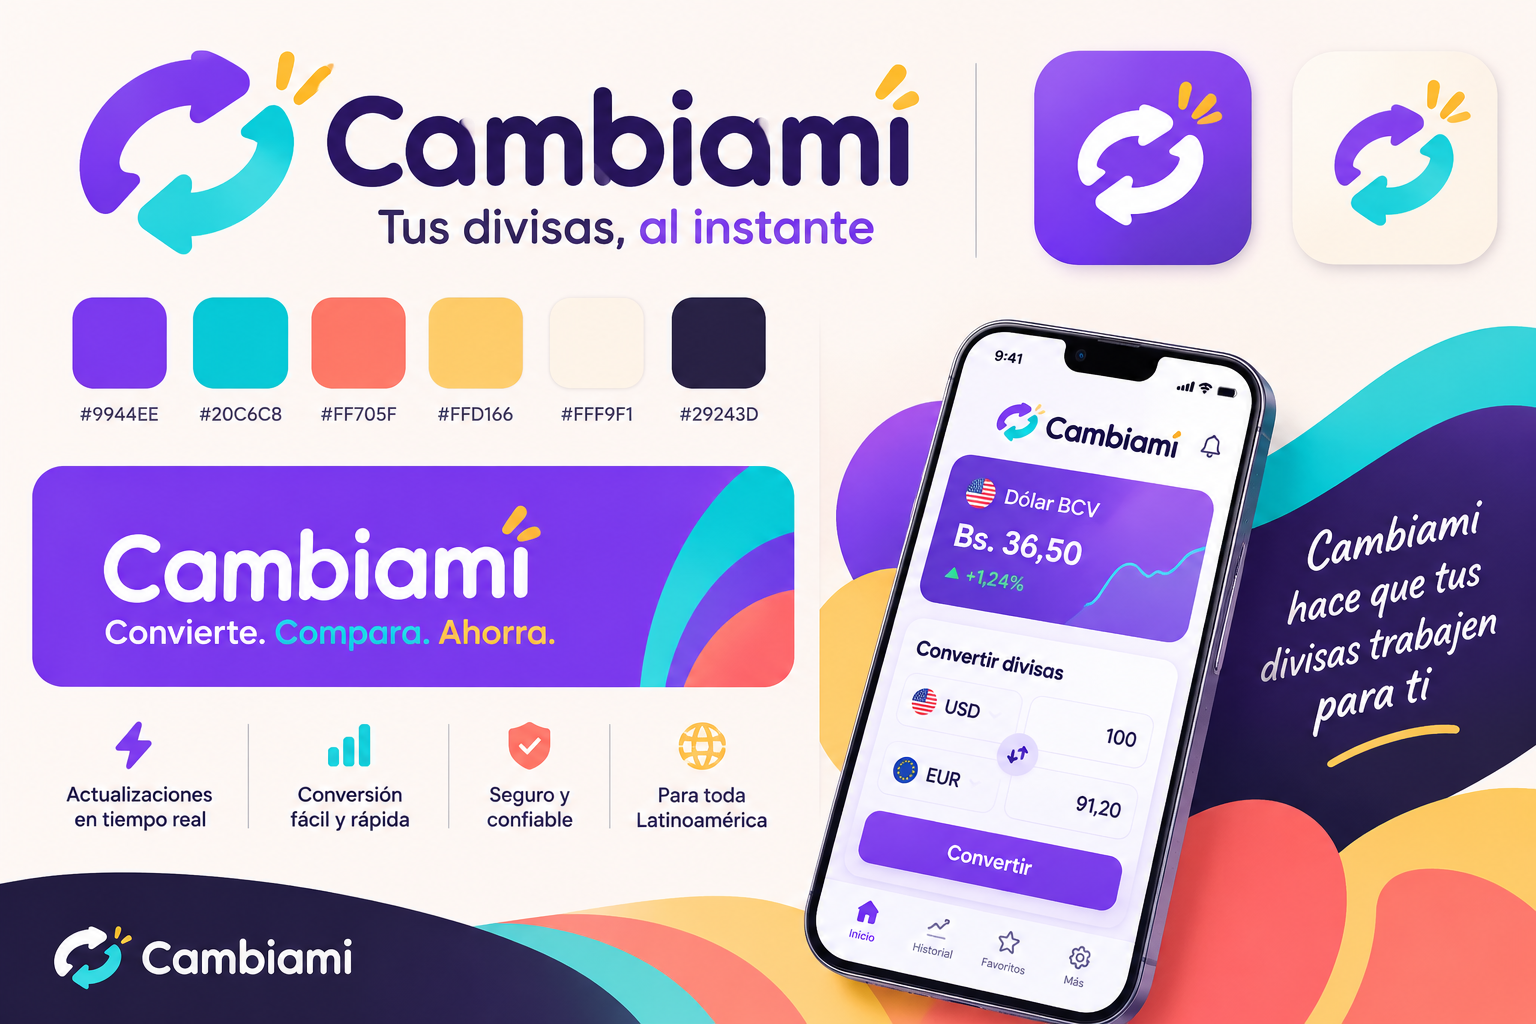 Cambiami
Tus divisas, al instante
#9944EE
#20C6C8
#FF705F
#FFD166
#FFF9F1
#29243D
Cambiami
Convierte. Compara. Ahorra.
Actualizaciones
en tiempo real
Conversión
fácil y rápida
Seguro y
confiable
Para toda
Latinoamérica
Cambiami
9:41
Cambiami
Dólar BCV
Bs. 36,50
+1,24%
Convertir divisas
USD
100
EUR
91,20
Convertir
Inicio
Historial
Favoritos
Más
Cambiami
hace que tus
divisas trabajen
para ti